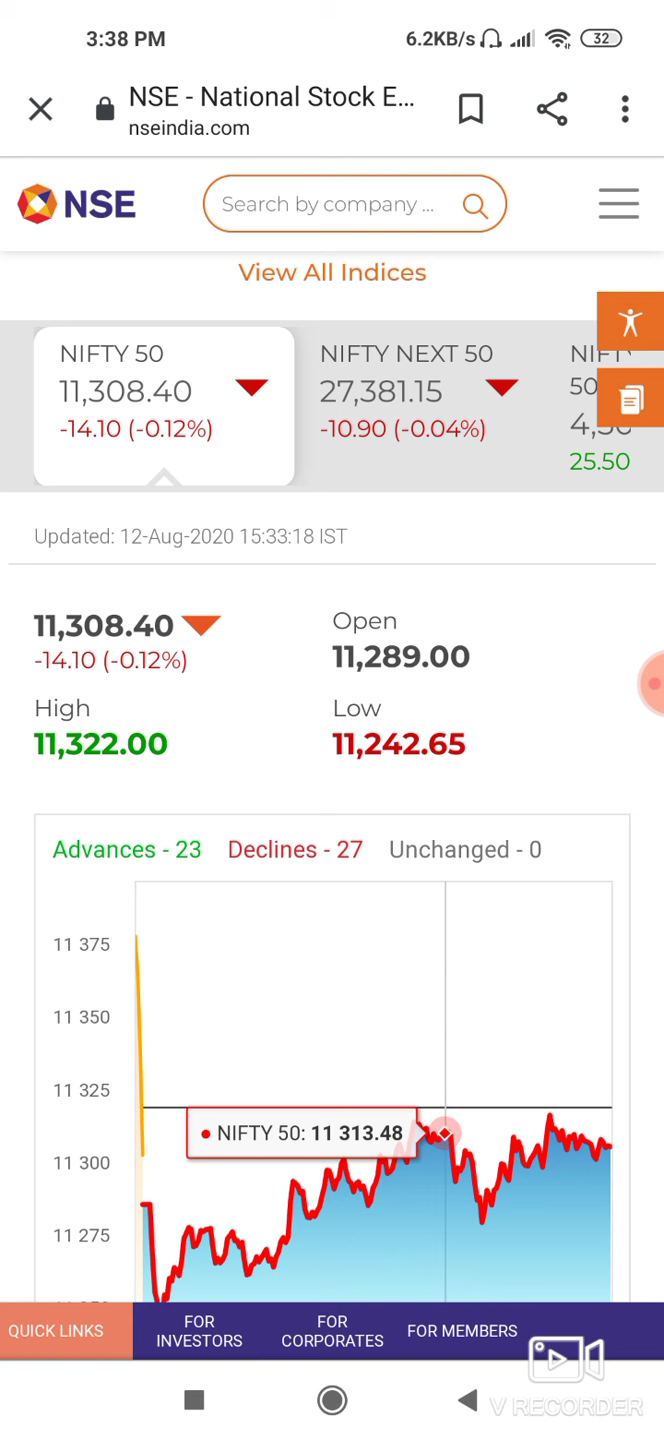 3:38 PM
6.2KB/s
32
NSE - National Stock E...
nseindia.com
NSE
Search by company ...
View All Indices
NIFTY 50
11,308.40
-14.10 (-0.12%)
NIFTY NEXT 50
27,381.15
-10.90 (-0.04%)
50
25.50
Updated: 12-Aug-2020 15:33:18 IST
11,308.40
-14.10 (-0.12%)
Open
11,289.00
High
11,322.00
Low
11,242.65
Advances - 23 Declines - 27 Unchanged - 0
11 375
11 350
11 325
11 300
11 275
NIFTY 50: 11 313.48
QUICK LINKS
FOR
INVESTORS
FOR
CORPORATES
FOR MEMBERS
V RECORDER